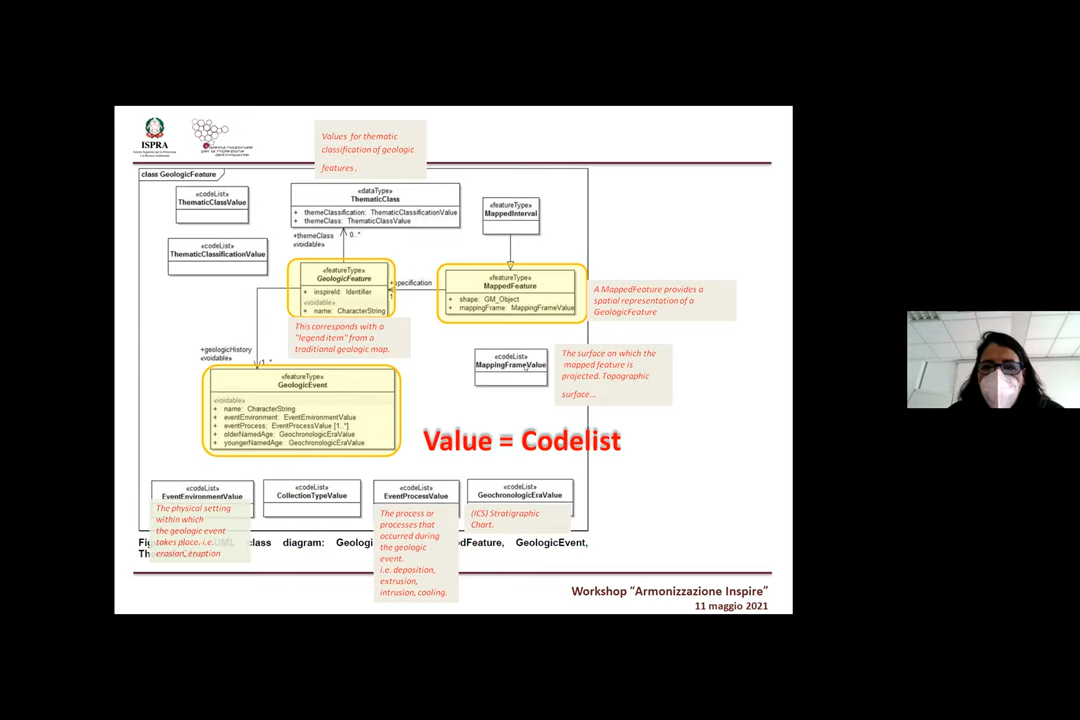 ISPRA
Values for thematic
classification of geologic
features .
class GeologicFeature
«codeList»
ThematicClassValue
«dataType»
ThematicClass
+ themeClassification: ThematicClassificationValue
+ themeClass: ThematicClassValue
«featureType»
MappedInterval
«codeList»
ThematicClassificationValue
+themeClass
«voidable»
0..*
«featureType»
GeologicFeature
+ inspireId: Identifier
«voidable»
+ name: CharacterString
+specification
1
«featureType»
MappedFeature
+ shape: GM_Object
+ mappingFrame: MappingFrameValue
A MappedFeature provides a
spatial representation of a
GeologicFeature
This corresponds with a
"legend item" from a
traditional geologic map.
+geologicHistory
«voidable»
1..*
«codeList»
MappingFrameValue
The surface on which the
mapped feature is
projected. Topographic
surface...
«featureType»
GeologicEvent
«voidable»
+ name: CharacterString
+ eventEnvironment: EventEnvironmentValue
+ eventProcess: EventProcessValue [1..*]
+ olderNamedAge: GeochronologicEraValue
+ youngerNamedAge: GeochronologicEraValue
Value = Codelist
«codeList»
EventEnvironmentValue
«codeList»
CollectionTypeValue
«codeList»
EventProcessValue
«codeList»
GeochronologicEraValue
The physical setting
within which
the geologic event
takes place. i.e.
erosion, eruption
The process or
processes that
occurred during
the geologic
event.
i.e. deposition,
extrusion,
intrusion, cooling.
(ICS) Stratigraphic
Chart.
UML class diagram: GeologicEvent,
Workshop “Armonizzazione Inspire”
11 maggio 2021